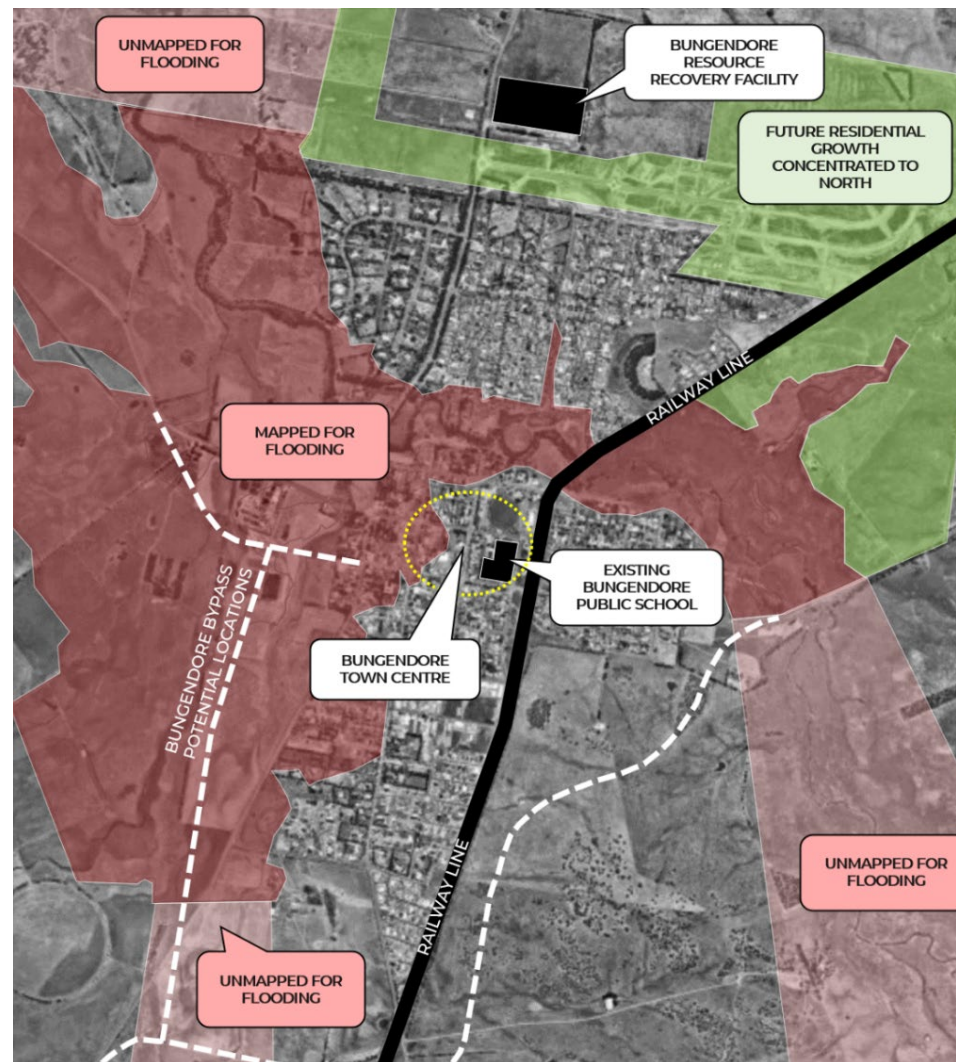 UNMAPPED FOR
FLOODING
BUNGENDORE
RESOURCE
RECOVERY FACILITY
FUTURE RESIDENTIAL
GROWTH
CONCENTRATED TO
NORTH
RAILWAY LINE
MAPPED FOR
FLOODING
EXISTING
BUNGENDORE
PUBLIC SCHOOL
BUNGENDORE
TOWN CENTRE
BUNGENDORE BYPASS
POTENTIAL LOCATIONS
UNMAPPED FOR
FLOODING
RAILWAY LINE
UNMAPPED FOR
FLOODING